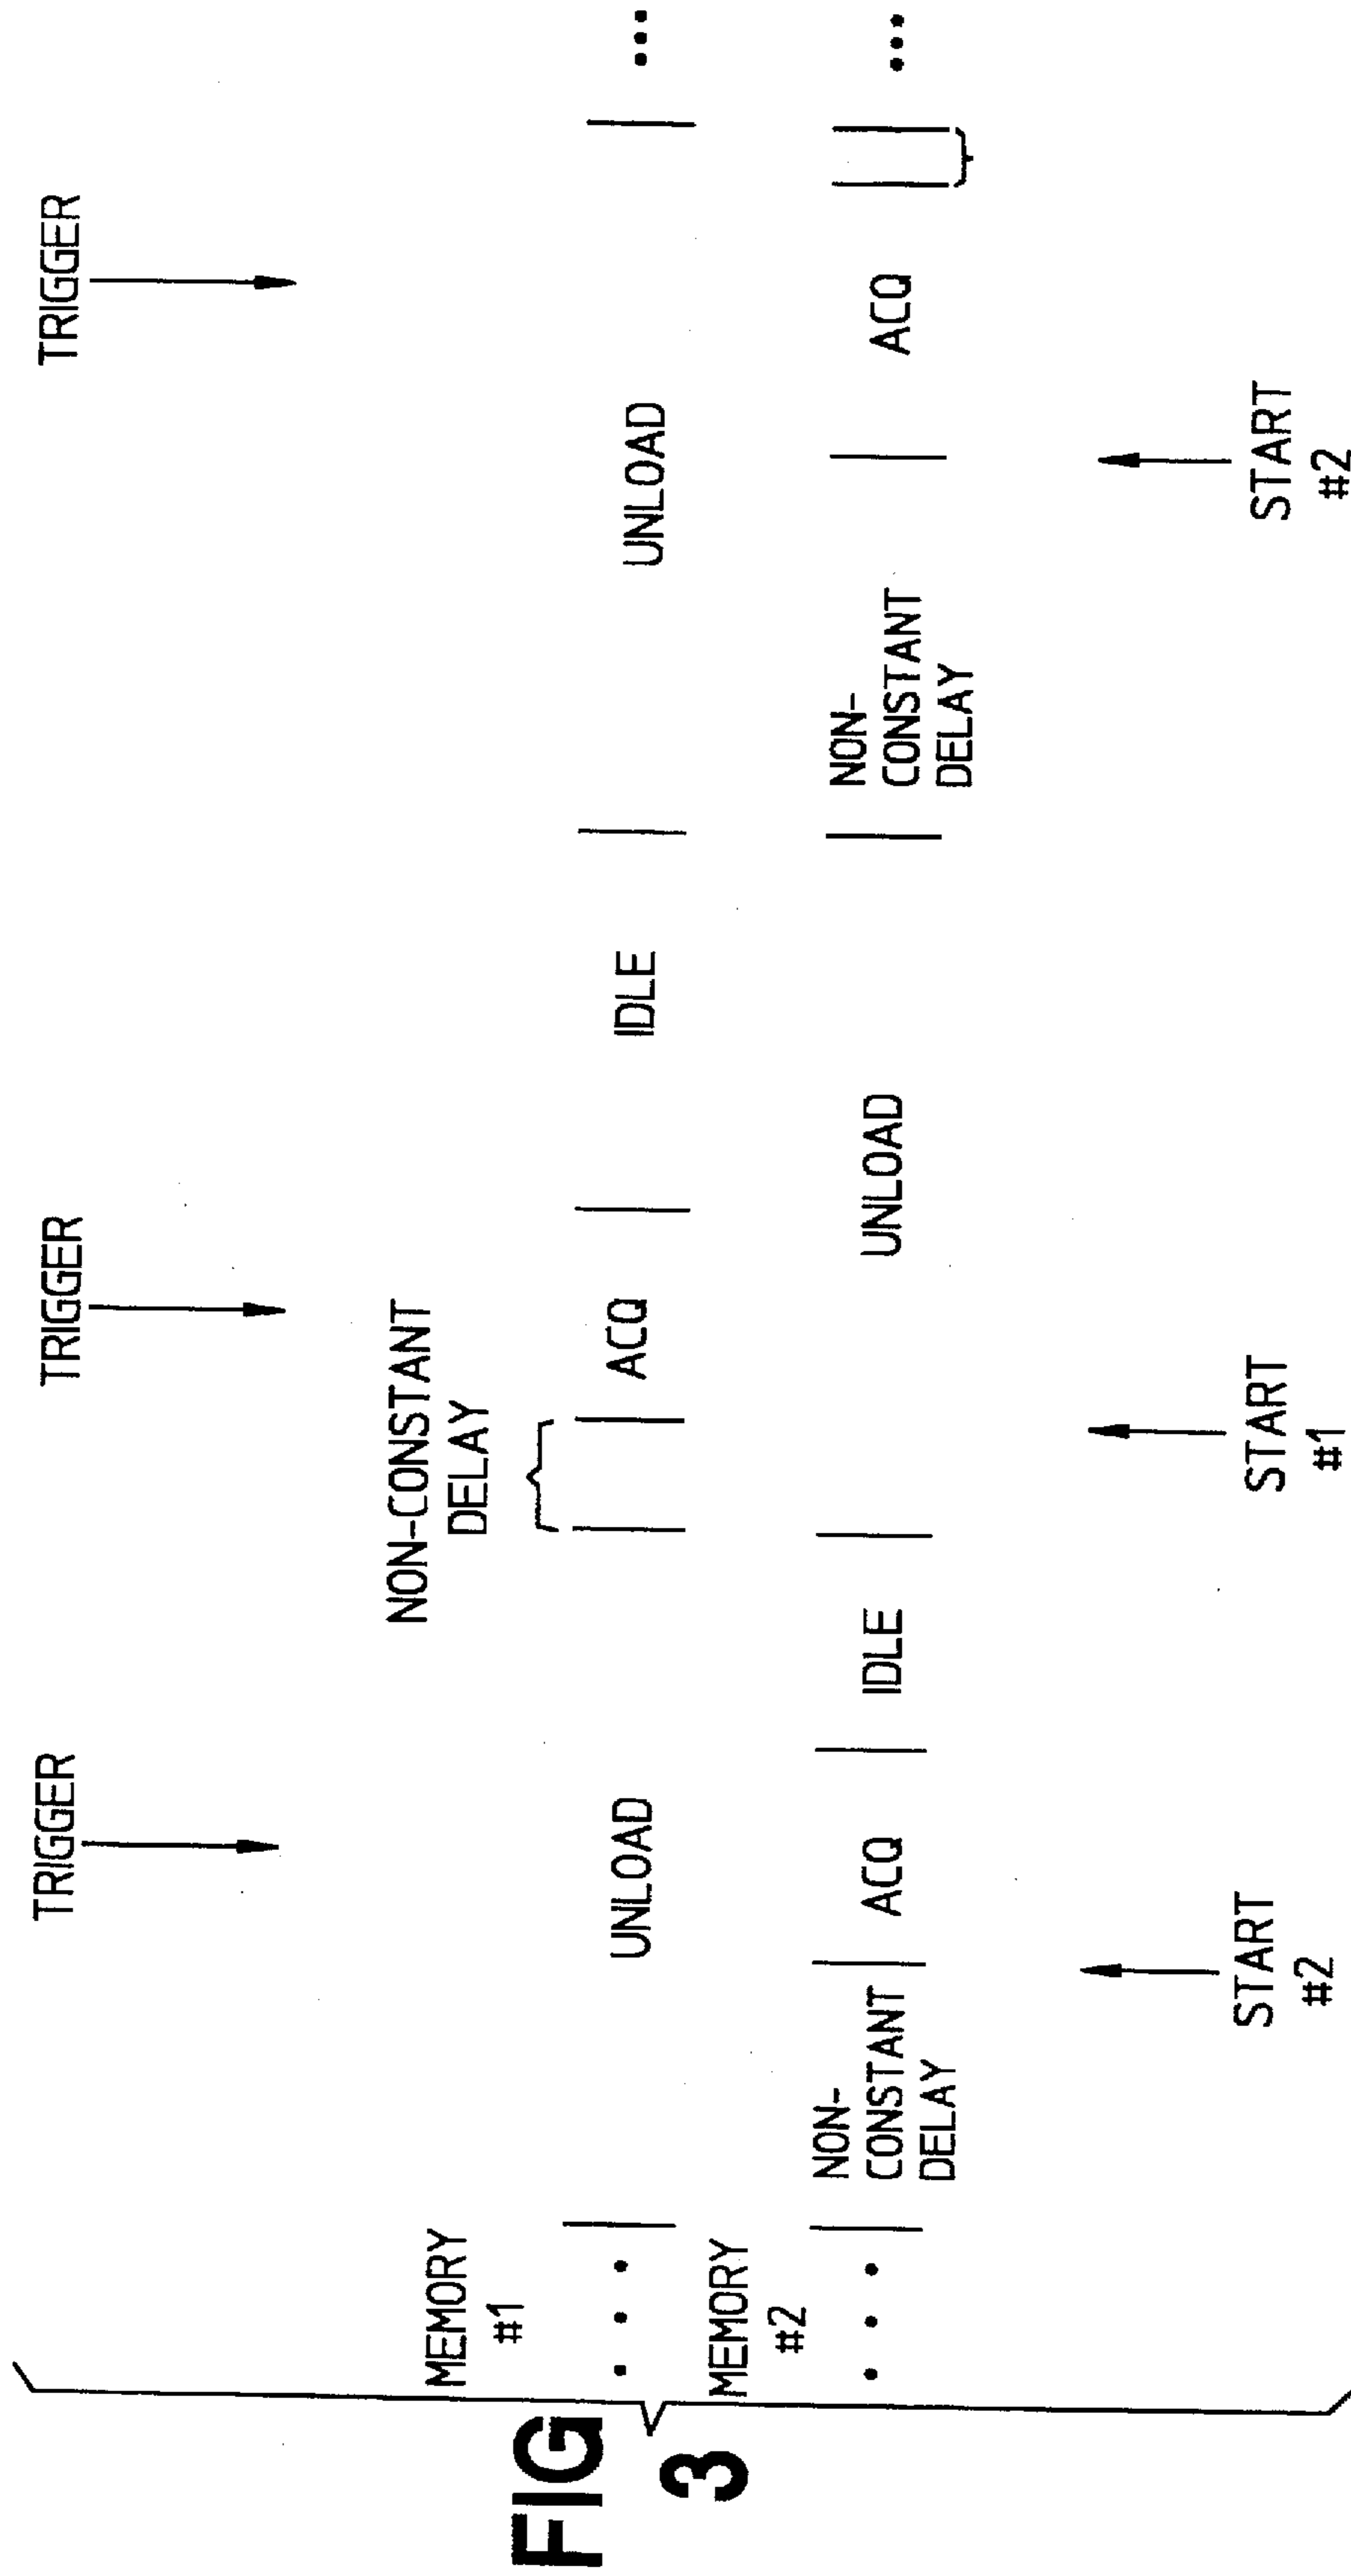 FIG
3
TRIGGER
TRIGGER
TRIGGER
NON-CONSTANT
DELAY
MEMORY
#1
• • •
UNLOAD
ACQ
IDLE
UNLOAD
•••
MEMORY
#2
• • •
NON-
CONSTANT
DELAY
ACQ
IDLE
UNLOAD
NON-
CONSTANT
DELAY
ACQ
•••
START
#2
START
#1
START
#2